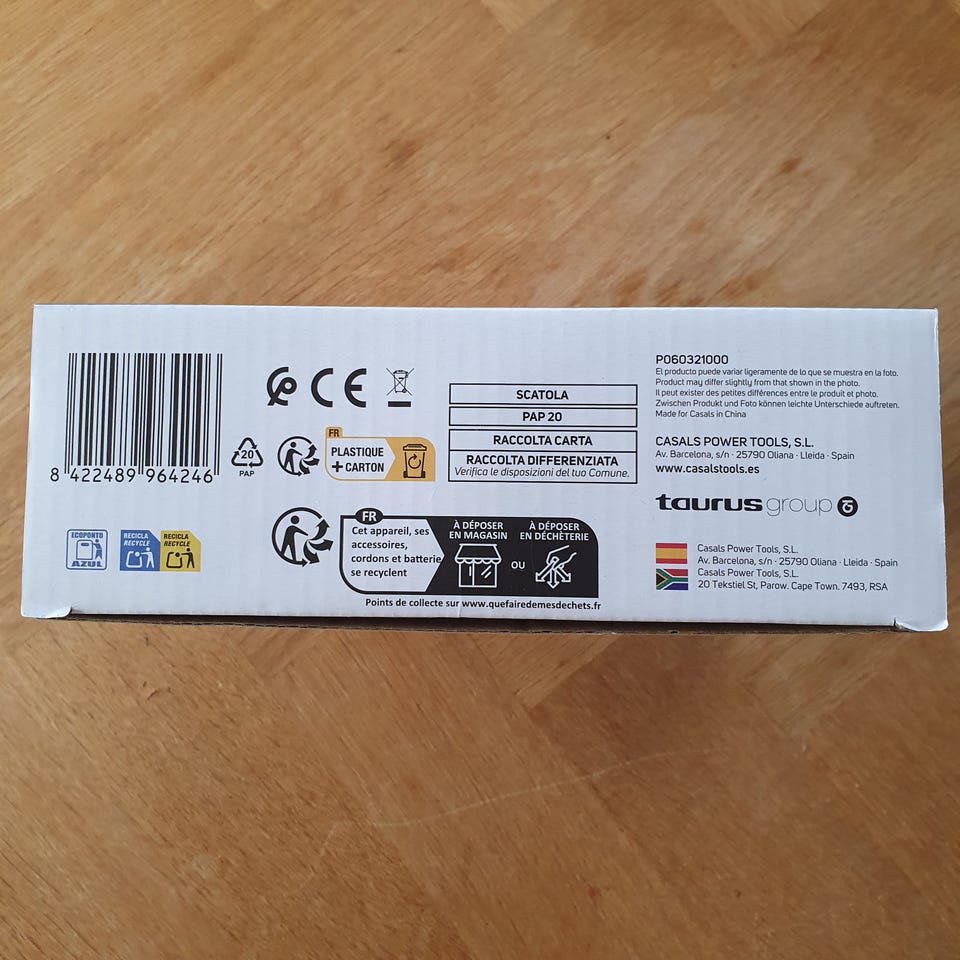 8 422489 964246
20
PAP
ECOPONTO
AZUL
RECICLA
RECYCLE
RECICLA
RECYCLE
CE
FR
PLASTIQUE
+ CARTON
FR
Cet appareil, ses
accessoires,
cordons et batterie
se recyclent
À DÉPOSER
EN MAGASIN
OU
À DÉPOSER
EN DÉCHÈTERIE
Points de collecte sur www.quefairedemesdechets.fr
SCATOLA
PAP 20
RACCOLTA CARTA
RACCOLTA DIFFERENZIATA
Verifica le disposizioni del tuo Comune.
P060321000
El producto puede variar ligeramente de lo que se muestra en la foto.
Product may differ slightly from that shown in the photo.
Il peut exister des petites différences entre le produit et photo.
Zwischen Produkt und Foto können leichte Unterschiede auftreten.
Made for Casals in China
CASALS POWER TOOLS, S.L.
Av. Barcelona, s/n · 25790 Oliana · Lleida · Spain
www.casalstools.es
taurusgroup
Casals Power Tools, S.L.
Av. Barcelona, s/n · 25790 Oliana · Lleida · Spain
Casals Power Tools, S.L.
20 Tekstiel St, Parow. Cape Town. 7493, RSA